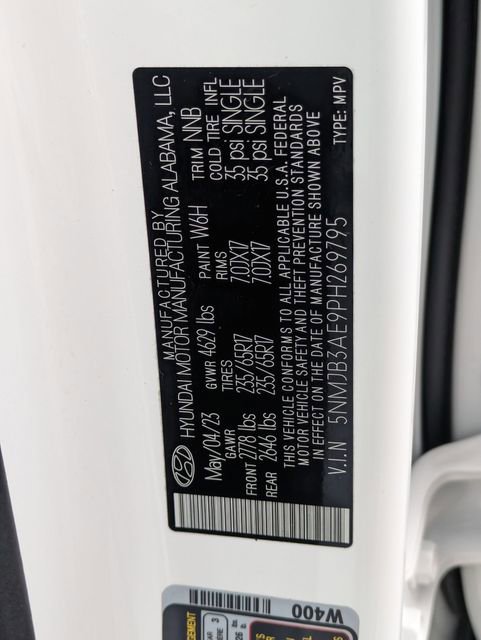 MANUFACTURED BY
HYUNDAI MOTOR MANUFACTURING ALABAMA, LLC
May/04/23 GVWR 4629 lbs PAINT W6H TRIM NNB
GAWR TIRES RIMS COLD TIRE INFL
FRONT 2778 lbs 235/65R17 7.0JX17 35 psi: SINGLE
REAR 2646 lbs 235/65R17 7.0JX17 35 psi: SINGLE
THIS VEHICLE CONFORMS TO ALL APPLICABLE U.S.A. FEDERAL
MOTOR VEHICLE SAFETY AND THEFT PREVENTION STANDARDS
IN EFFECT ON THE DATE OF MANUFACTURE SHOWN ABOVE
V.I.N 5NMJB3AE9PH269795 TYPE: MPV
W400
3